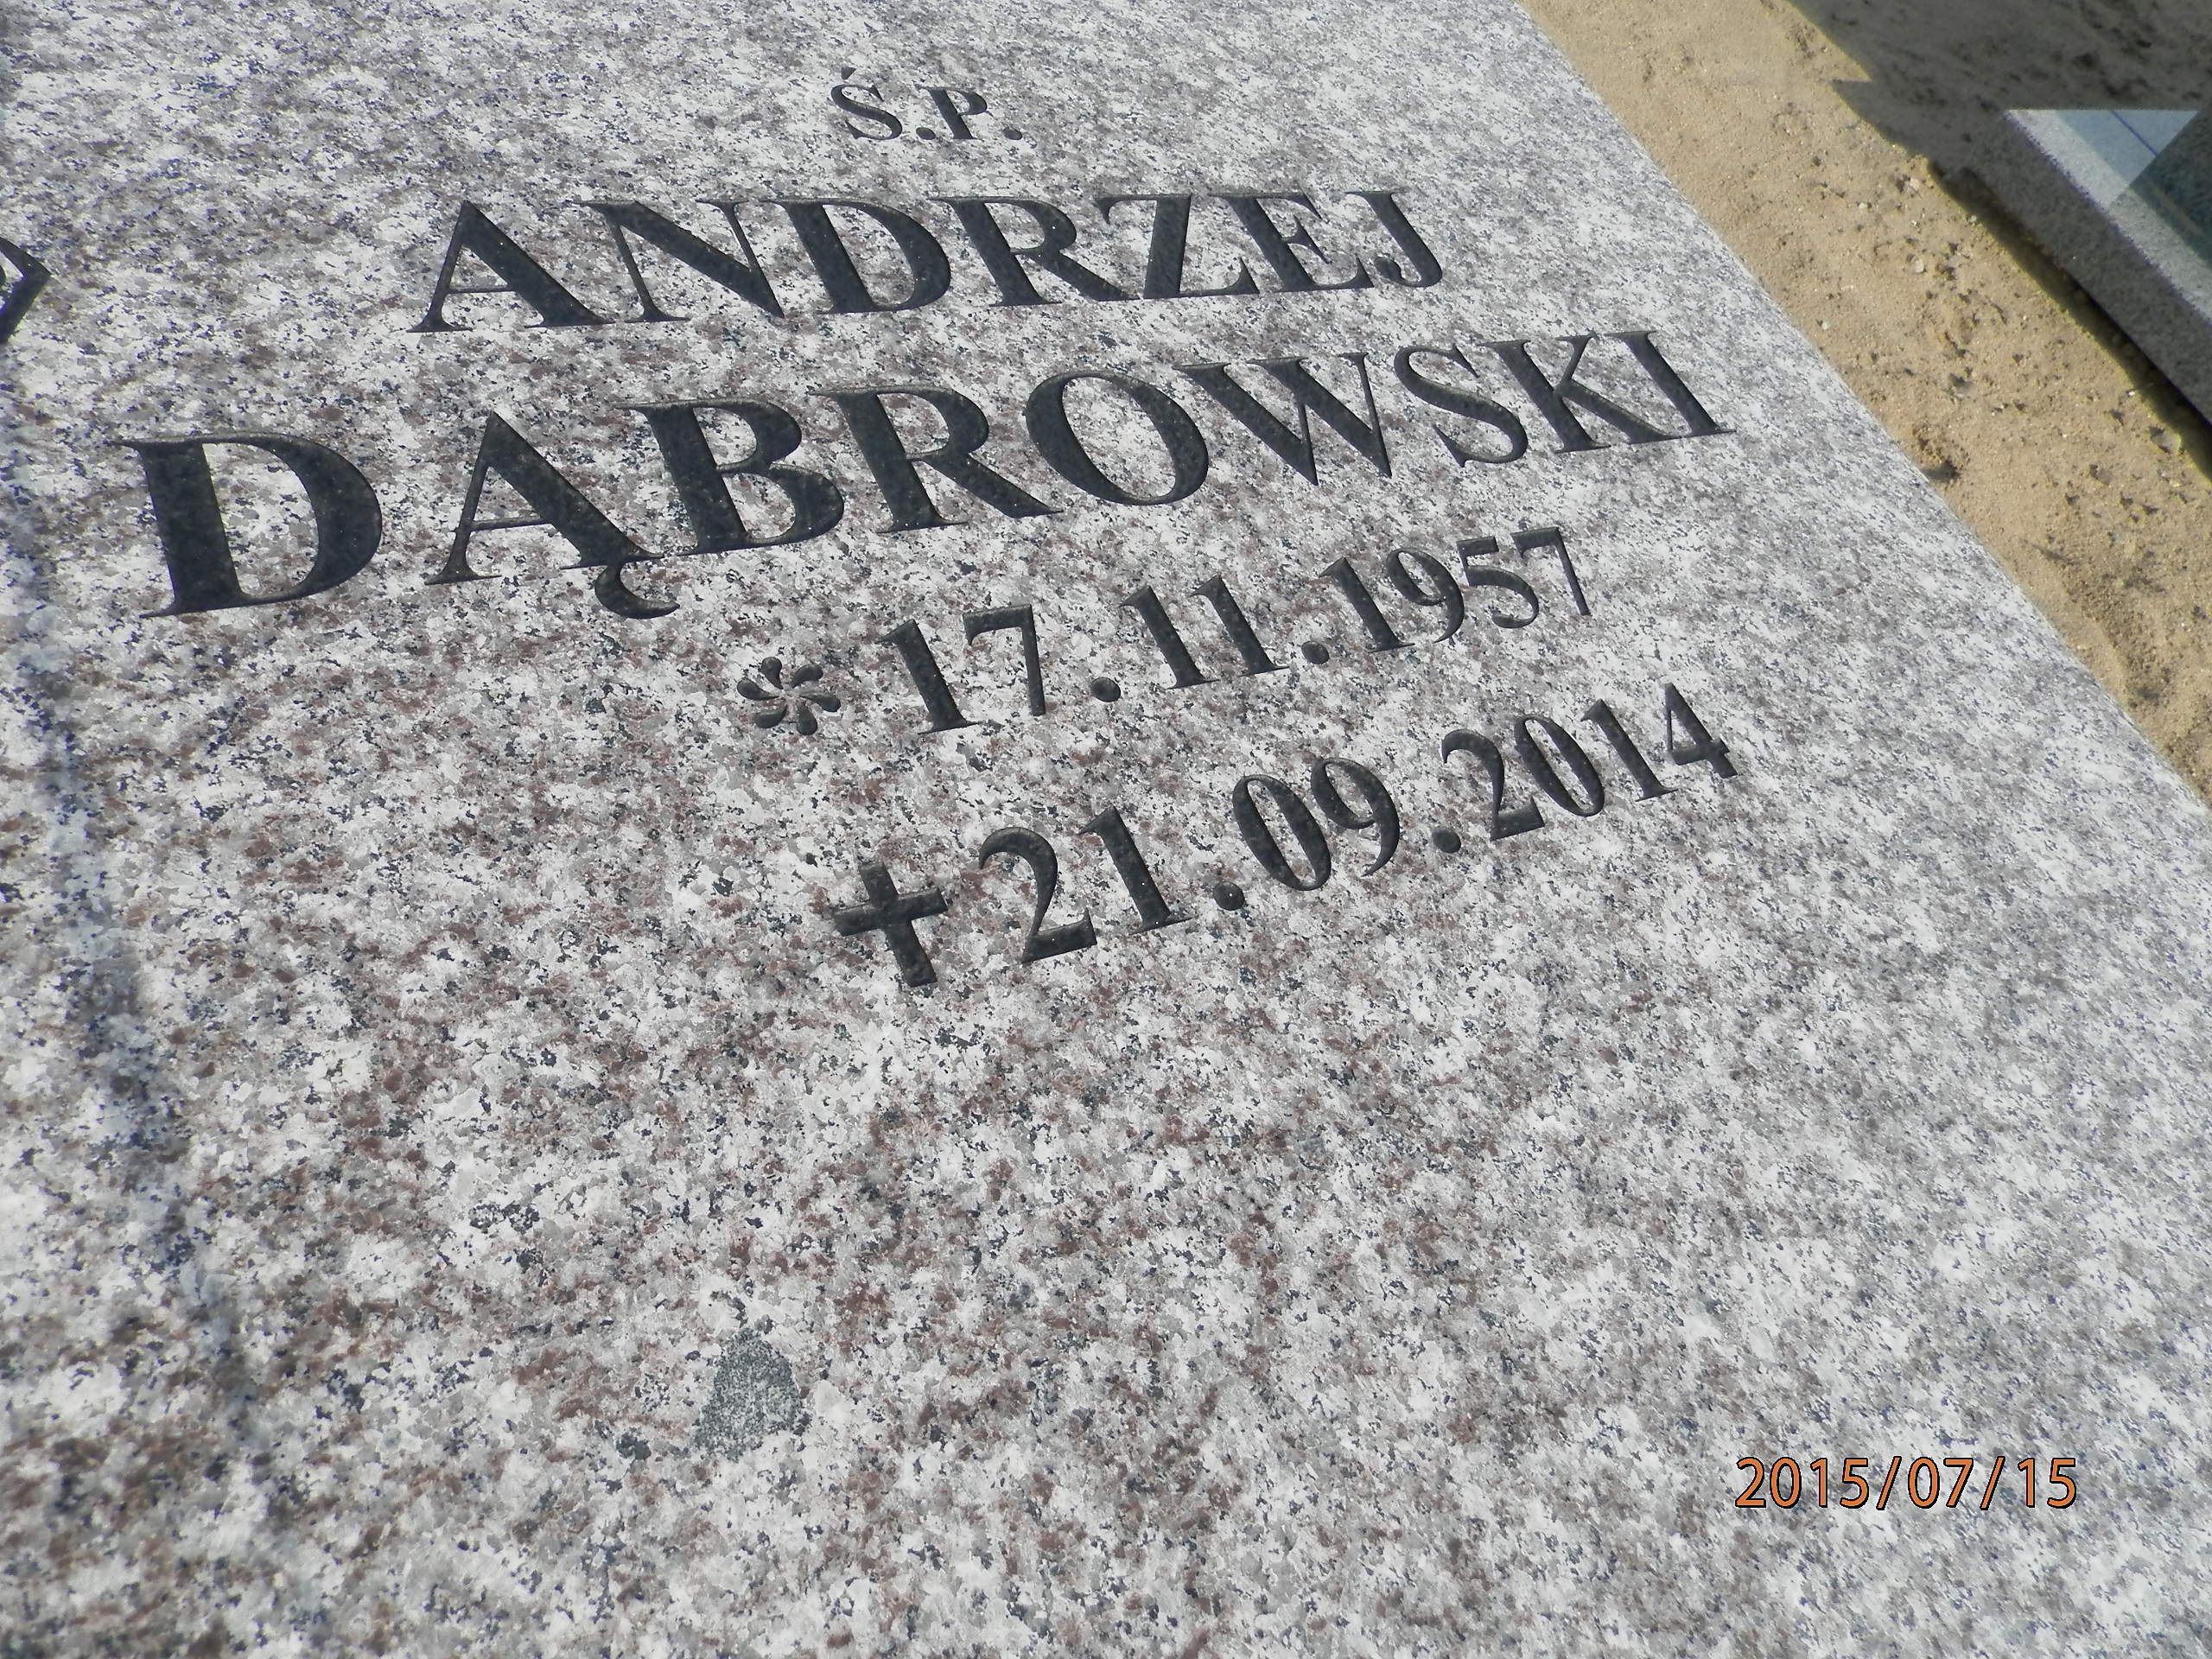 Ś.P.
ANDRZEJ
DĄBROWSKI
* 17.11.1957
+ 21.09.2014
2015/07/15